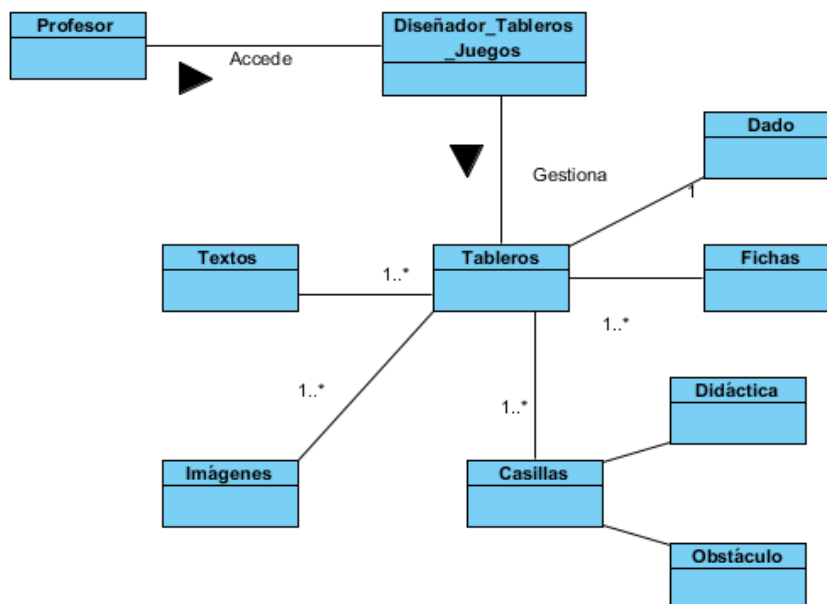 Profesor
Diseñador_Tableros
_Juegos
Accede
Dado
Gestiona
1
Textos
Tableros
Fichas
1..*
1..*
1..*
1..*
Didáctica
Imágenes
Casillas
Obstáculo